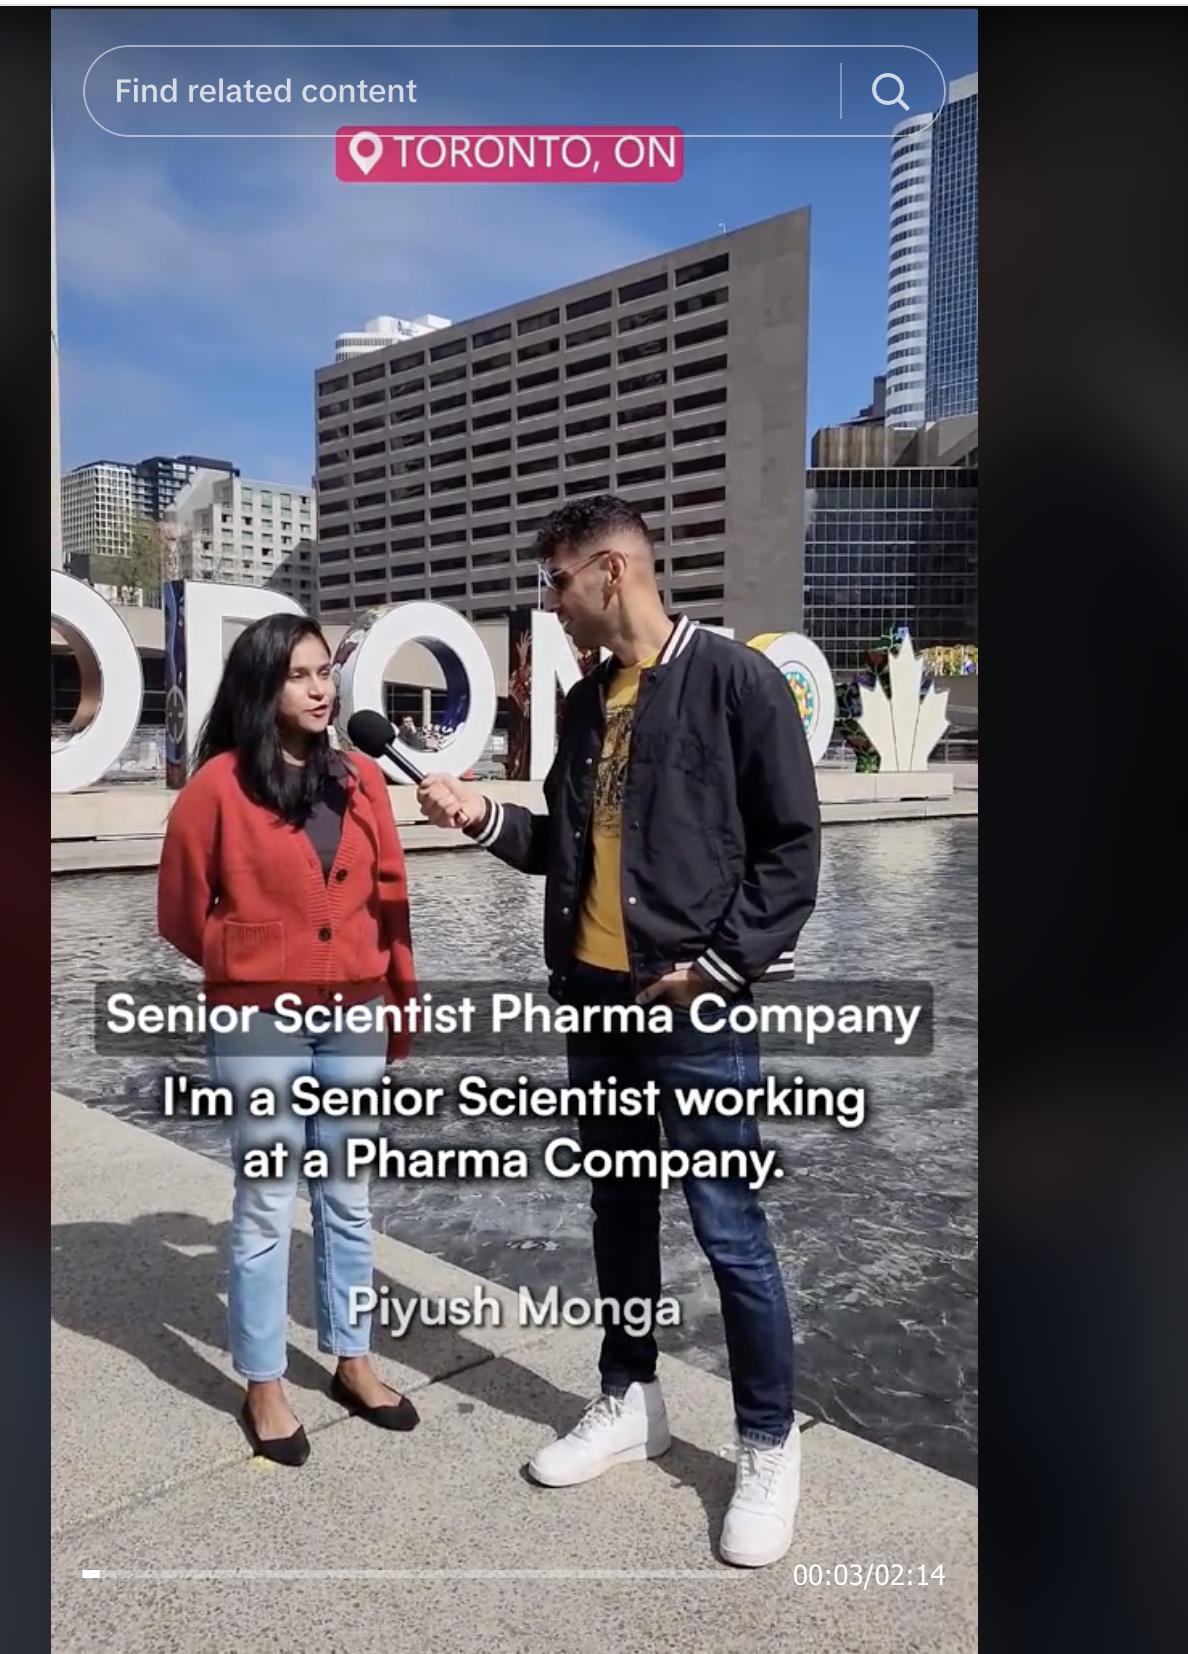 Find related content
TORONTO, ON
ORONTO
Senior Scientist Pharma Company
I'm a Senior Scientist working
at a Pharma Company.
Piyush Monga
00:03/02:14